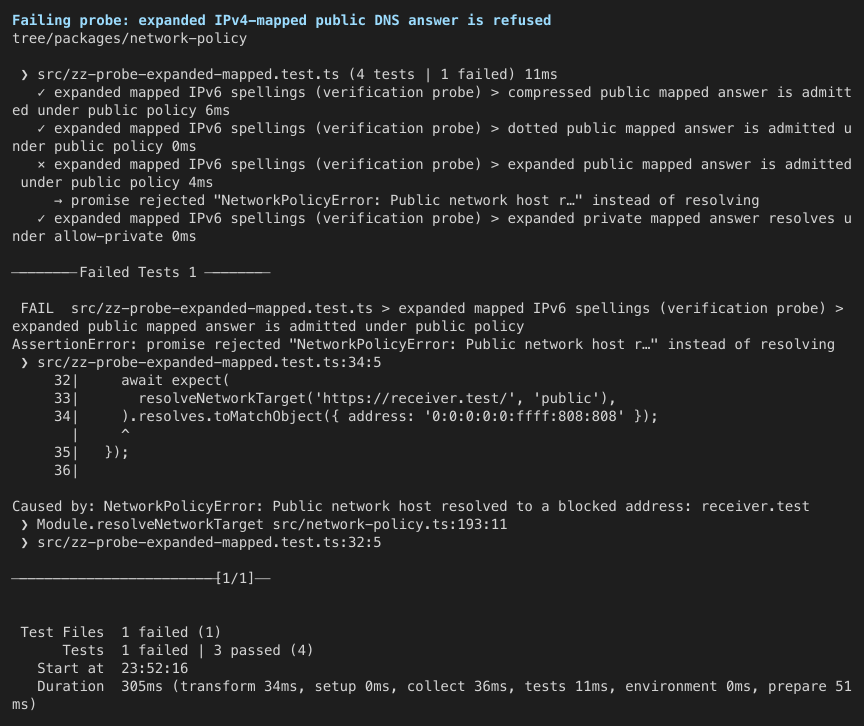 Failing probe: expanded IPv4-mapped public DNS answer is refused
tree/packages/network-policy
❯ src/zz-probe-expanded-mapped.test.ts (4 tests | 1 failed) 11ms
✓ expanded mapped IPv6 spellings (verification probe) > compressed public mapped answer is admitt
ed under public policy 6ms
✓ expanded mapped IPv6 spellings (verification probe) > dotted public mapped answer is admitted u
nder public policy 0ms
× expanded mapped IPv6 spellings (verification probe) > expanded public mapped answer is admitted
under public policy 4ms
→ promise rejected "NetworkPolicyError: Public network host r…" instead of resolving
✓ expanded mapped IPv6 spellings (verification probe) > expanded private mapped answer resolves u
nder allow-private 0ms
———————Failed Tests 1 ———————
FAIL  src/zz-probe-expanded-mapped.test.ts > expanded mapped IPv6 spellings (verification probe) >
expanded public mapped answer is admitted under public policy
AssertionError: promise rejected "NetworkPolicyError: Public network host r…" instead of resolving
❯ src/zz-probe-expanded-mapped.test.ts:34:5
32|     await expect(
33|       resolveNetworkTarget('https://receiver.test/', 'public'),
34|     ).resolves.toMatchObject({ address: '0:0:0:0:0:ffff:808:808' });
|     ^
35|   });
36|
Caused by: NetworkPolicyError: Public network host resolved to a blocked address: receiver.test
❯ Module.resolveNetworkTarget src/network-policy.ts:193:11
❯ src/zz-probe-expanded-mapped.test.ts:32:5
————————————————————————[1/1]——
Test Files  1 failed (1)
Tests  1 failed | 3 passed (4)
Start at  23:52:16
Duration  305ms (transform 34ms, setup 0ms, collect 36ms, tests 11ms, environment 0ms, prepare 51
ms)